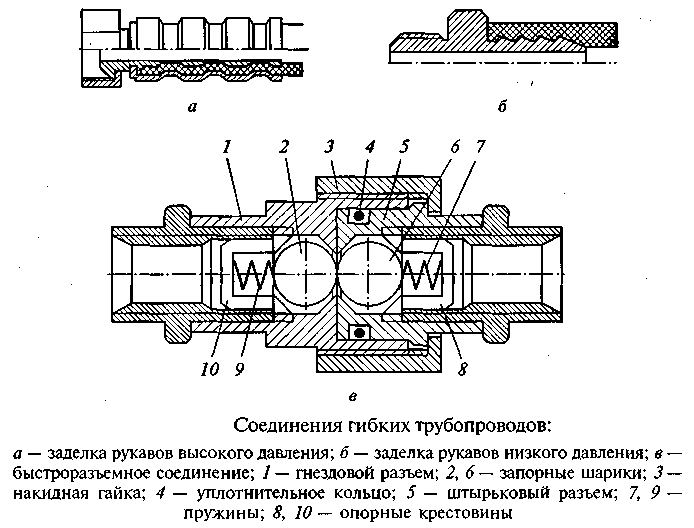 а
б
1 2 3 4 5 6 7
10 9 8
в
Соединения гибких трубопроводов:
а — заделка рукавов высокого давления; б — заделка рукавов низкого давления; в —
быстроразъемное соединение; 1 — гнездовой разъем; 2, 6 — запорные шарики; 3 —
накидная гайка; 4 — уплотнительное кольцо; 5 — штырьковый разъем; 7, 9 —
пружины; 8, 10 — опорные крестовины